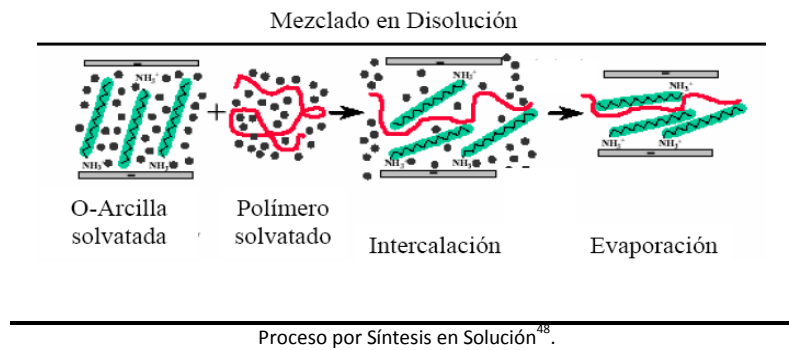 Mezclado en Disolución
NH₃⁺
NH₃⁺
NH₃⁺
+
NH₃⁺
NH₃⁺
NH₃
NH₃⁺
NH₃⁺
NH₃⁺
O-Arcilla
solvatada
Polímero
solvatado
Intercalación
Evaporación
Proceso por Síntesis en Solución⁴⁸.